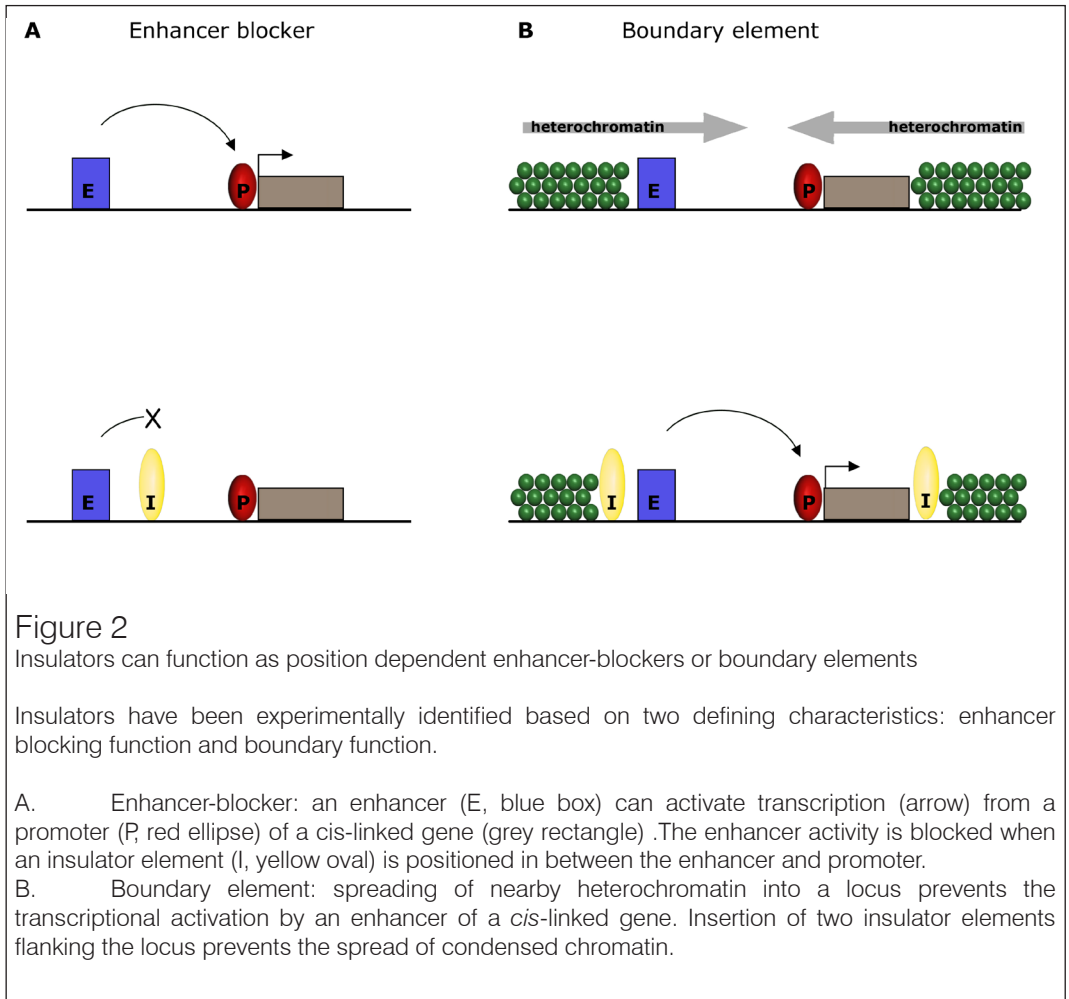 A Enhancer blocker B Boundary element
heterochromatin heterochromatin
E P E P
E I P I E P I
Figure 2
Insulators can function as position dependent enhancer-blockers or boundary elements
Insulators have been experimentally identified based on two defining characteristics: enhancer
blocking function and boundary function.
A. Enhancer-blocker: an enhancer (E, blue box) can activate transcription (arrow) from a
promoter (P, red ellipse) of a cis-linked gene (grey rectangle) .The enhancer activity is blocked when
an insulator element (I, yellow oval) is positioned in between the enhancer and promoter.
B. Boundary element: spreading of nearby heterochromatin into a locus prevents the
transcriptional activation by an enhancer of a cis-linked gene. Insertion of two insulator elements
flanking the locus prevents the spread of condensed chromatin.